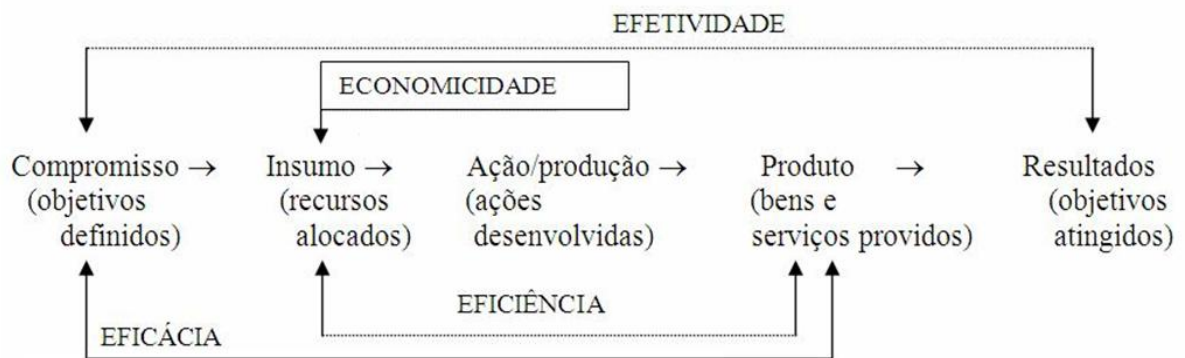 EFETIVIDADE
ECONOMICIDADE
Compromisso → Insumo → Ação/produção → Produto → Resultados
(objetivos (recursos (ações (bens e (objetivos
definidos) alocados) desenvolvidas) serviços providos) atingidos)
EFICIÊNCIA
EFICÁCIA